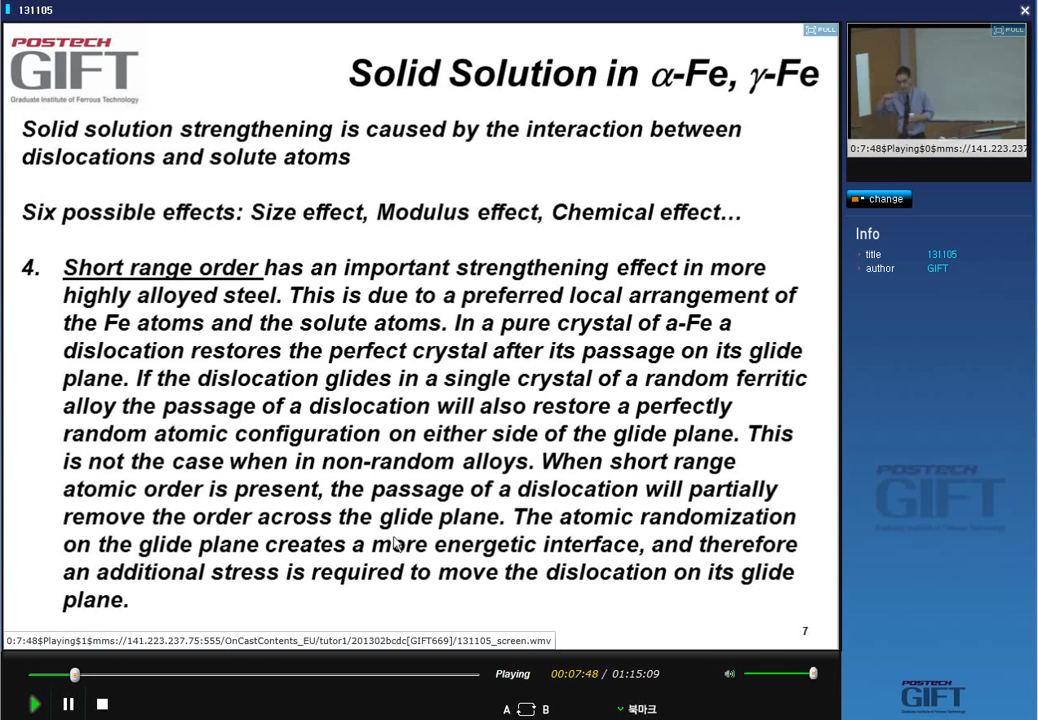 131105
POSTECH
GIFT
Graduate Institute of Ferrous Technology
FULL
Solid Solution in α-Fe, γ-Fe
Solid solution strengthening is caused by the interaction between
dislocations and solute atoms
Six possible effects: Size effect, Modulus effect, Chemical effect…
4. Short range order has an important strengthening effect in more
highly alloyed steel. This is due to a preferred local arrangement of
the Fe atoms and the solute atoms. In a pure crystal of a-Fe a
dislocation restores the perfect crystal after its passage on its glide
plane. If the dislocation glides in a single crystal of a random ferritic
alloy the passage of a dislocation will also restore a perfectly
random atomic configuration on either side of the glide plane. This
is not the case when in non-random alloys. When short range
atomic order is present, the passage of a dislocation will partially
remove the order across the glide plane. The atomic randomization
on the glide plane creates a more energetic interface, and therefore
an additional stress is required to move the dislocation on its glide
plane.
7
0:7:48$Playing$1$mms://141.223.237.75:555/OnCastContents_EU/tutor1/201302bcdc[GIFT669]/131105_screen.wmv
Playing 00:07:48 / 01:15:09
A B 북마크
FULL
0:7:48$Playing$0$mms://141.223.237
change
Info
title 131105
author GIFT
POSTECH
GIFT
POSTECH
GIFT